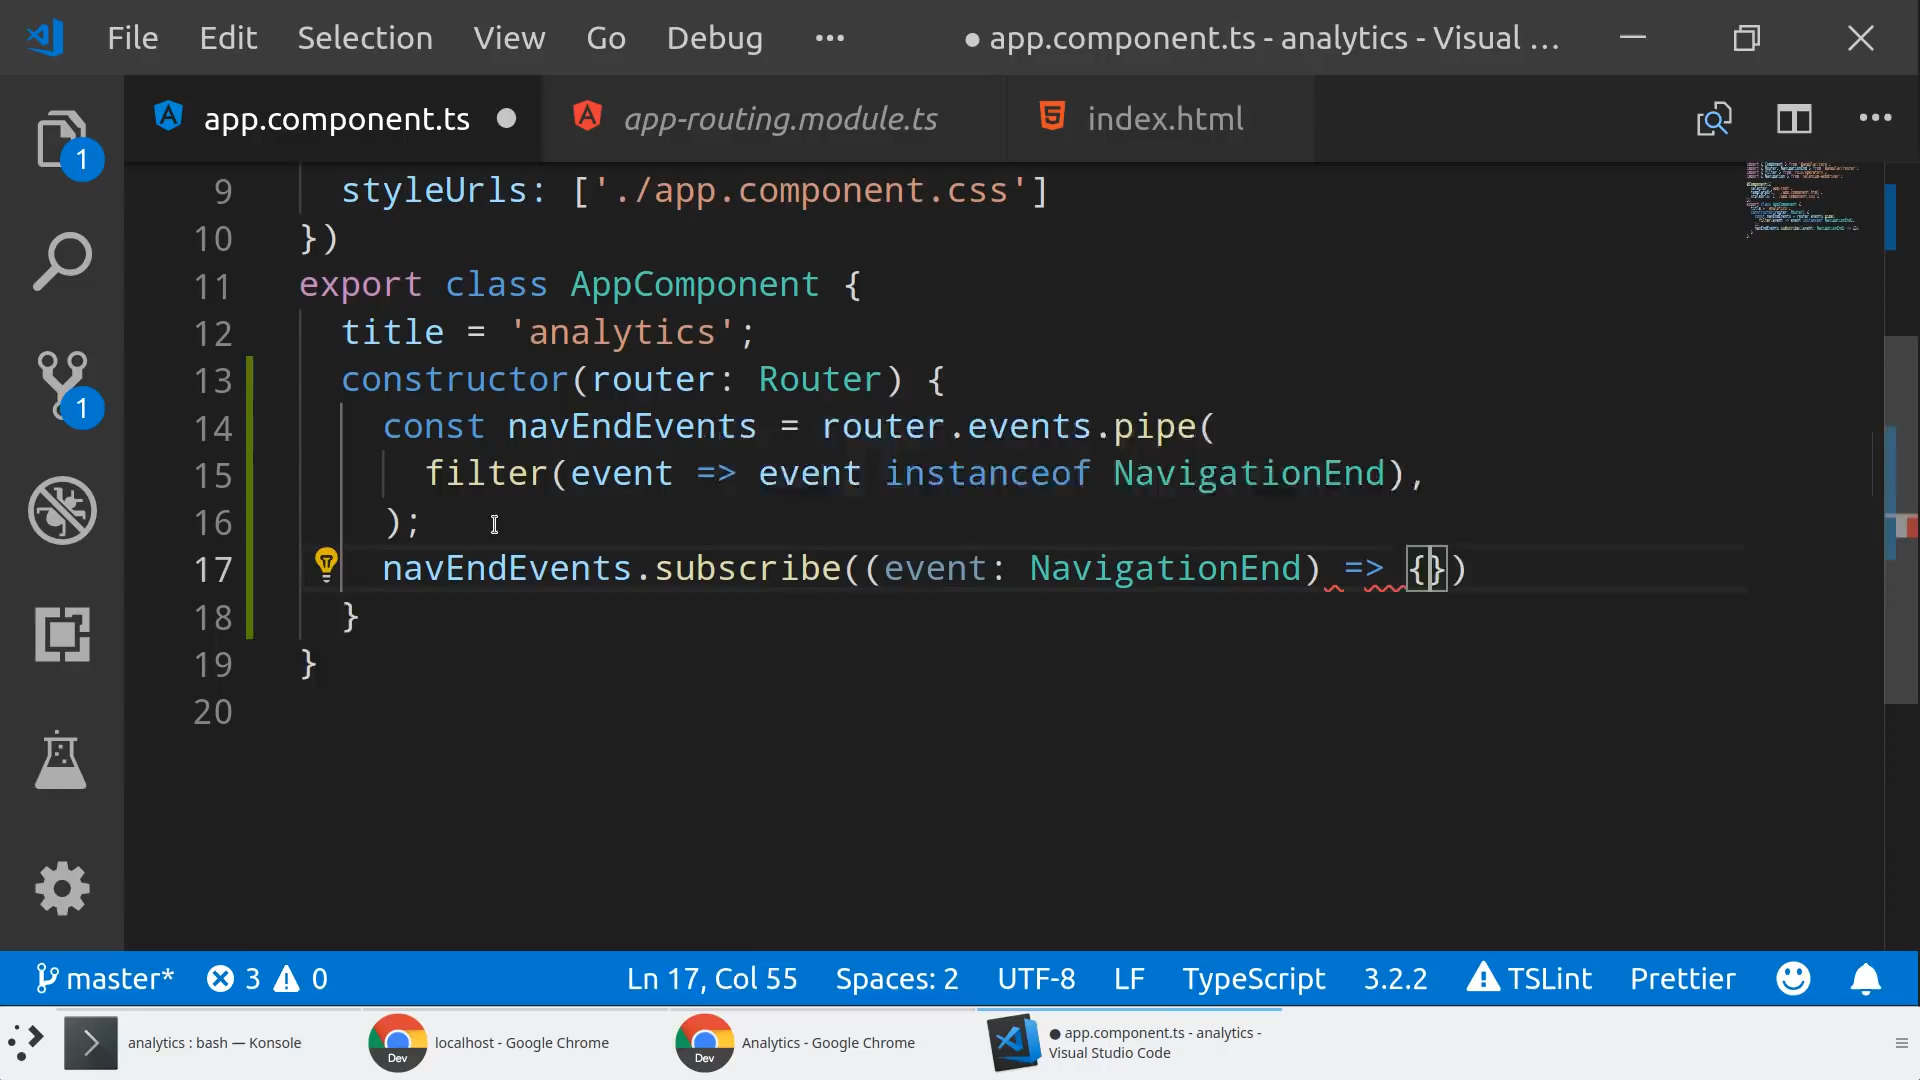 File Edit Selection View Go Debug ••• ● app.component.ts - analytics - Visual ...
app.component.ts app-routing.module.ts index.html •••
1
1
9 styleUrls: ['./app.component.css']
10 })
11 export class AppComponent {
12 title = 'analytics';
13 constructor(router: Router) {
14 const navEndEvents = router.events.pipe(
15 filter(event => event instanceof NavigationEnd),
16 );
17 navEndEvents.subscribe((event: NavigationEnd) => {})
18 }
19 }
20
master* 3 0 Ln 17, Col 55 Spaces: 2 UTF-8 LF TypeScript 3.2.2 TSLint Prettier
analytics : bash — Konsole
Dev localhost - Google Chrome
Dev Analytics - Google Chrome
● app.component.ts - analytics -
Visual Studio Code